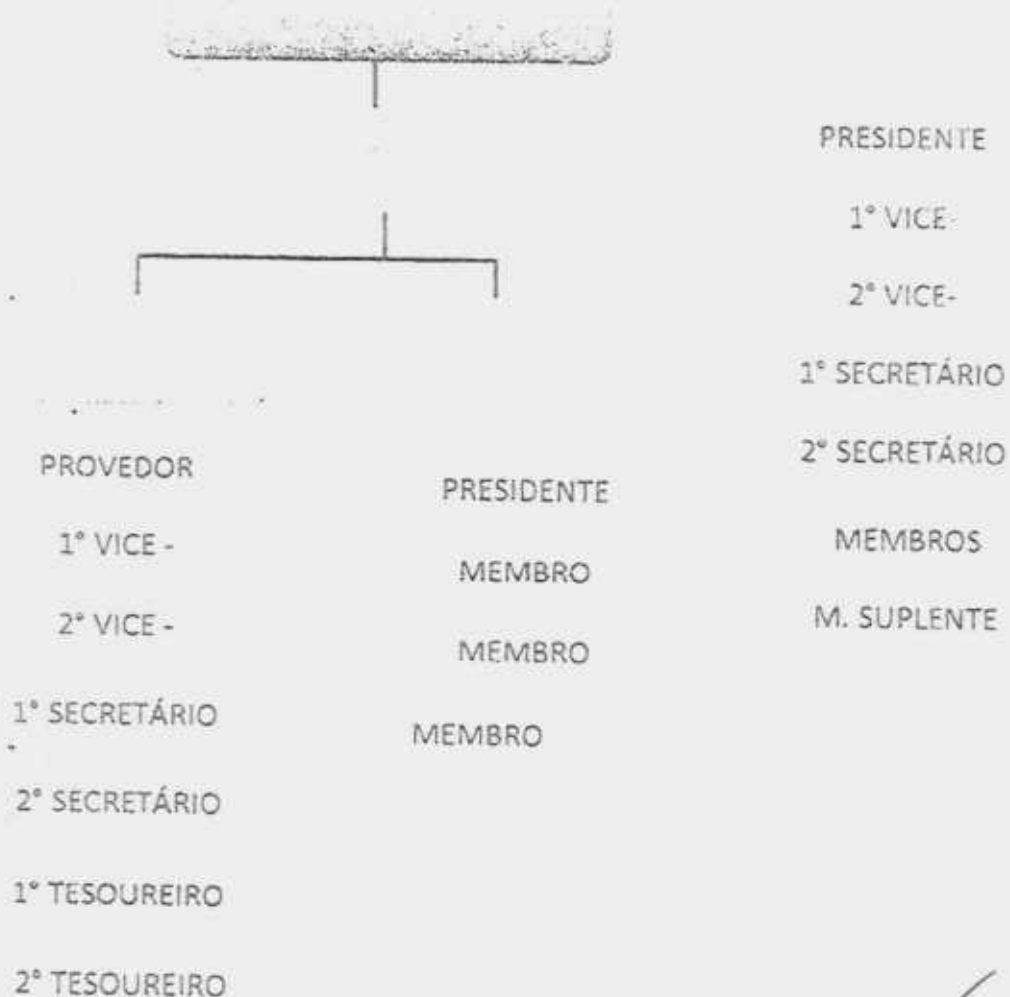 PROVEDOR
1° VICE -
2° VICE -
1° SECRETÁRIO
2° SECRETÁRIO
1° TESOUREIRO
2° TESOUREIRO
PRESIDENTE
MEMBRO
MEMBRO
MEMBRO
PRESIDENTE
1° VICE-
2° VICE-
1° SECRETÁRIO
2° SECRETÁRIO
MEMBROS
M. SUPLENTE